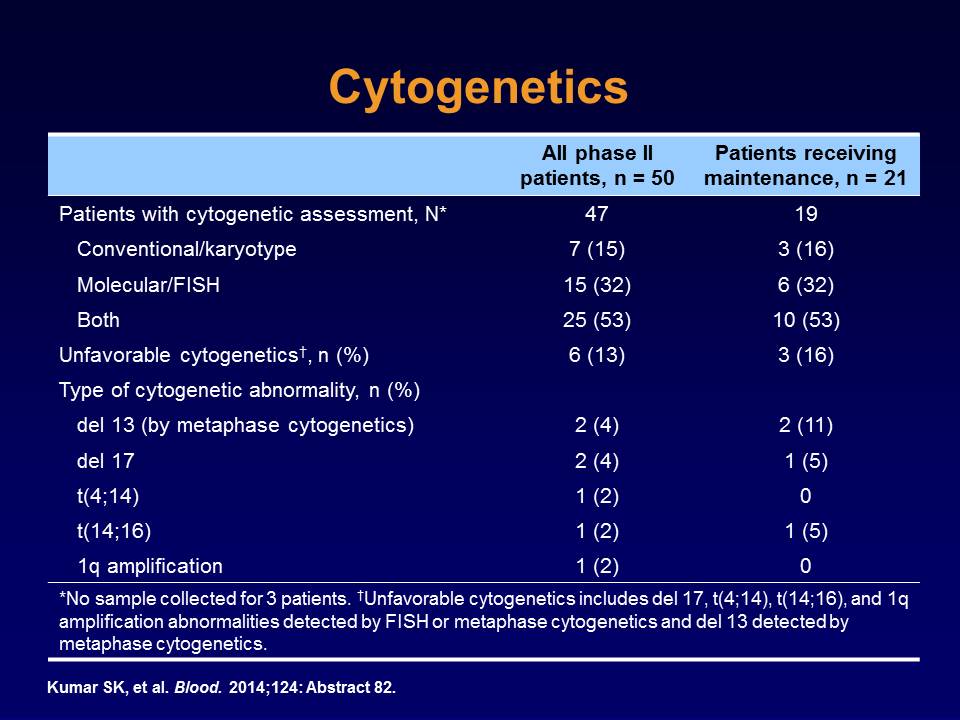 Cytogenetics
All phase II patients, n = 50
Patients receiving maintenance, n = 21
Patients with cytogenetic assessment, N* 47 19
Conventional/karyotype 7 (15) 3 (16)
Molecular/FISH 15 (32) 6 (32)
Both 25 (53) 10 (53)
Unfavorable cytogenetics†, n (%) 6 (13) 3 (16)
Type of cytogenetic abnormality, n (%)
del 13 (by metaphase cytogenetics) 2 (4) 2 (11)
del 17 2 (4) 1 (5)
t(4;14) 1 (2) 0
t(14;16) 1 (2) 1 (5)
1q amplification 1 (2) 0
*No sample collected for 3 patients. †Unfavorable cytogenetics includes del 17, t(4;14), t(14;16), and 1q
amplification abnormalities detected by FISH or metaphase cytogenetics and del 13 detected by
metaphase cytogenetics.
Kumar SK, et al. Blood. 2014;124: Abstract 82.